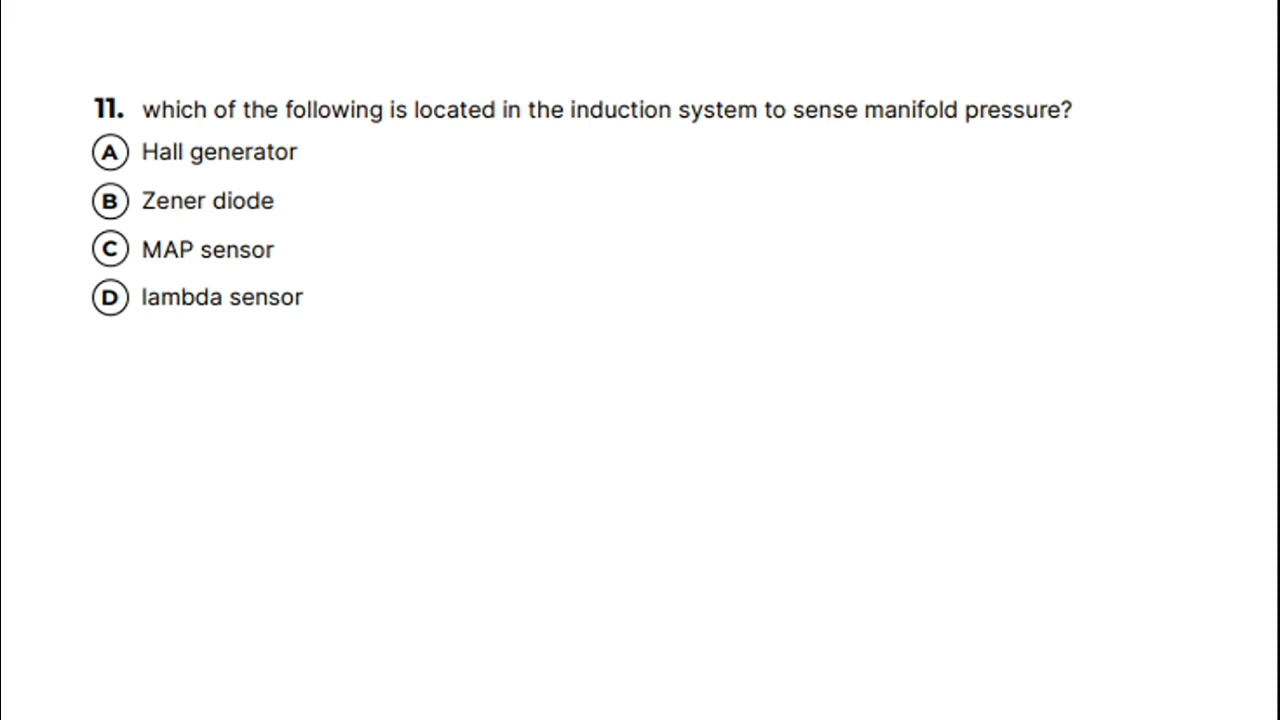 11. which of the following is located in the induction system to sense manifold pressure?
A Hall generator
B Zener diode
C MAP sensor
D lambda sensor